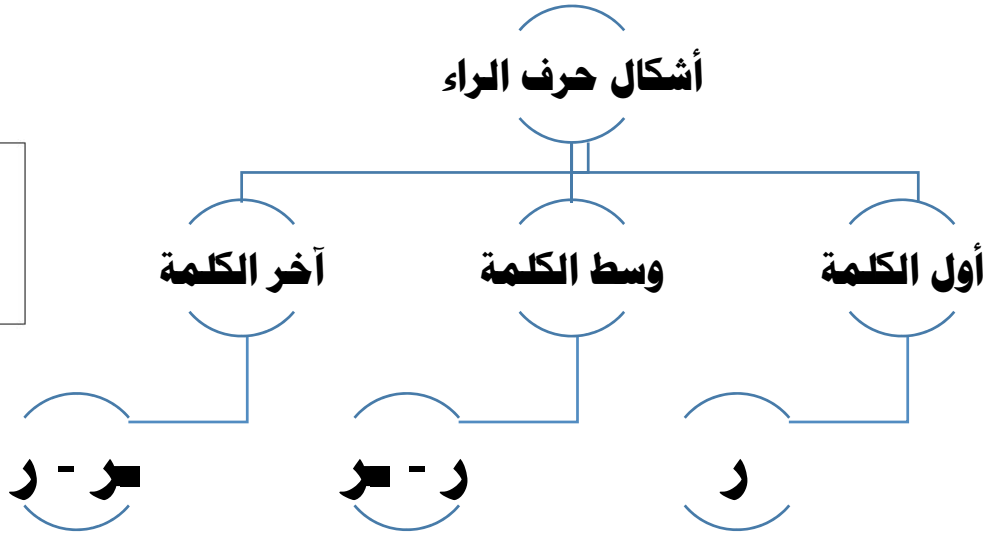 أشكال حرف الراء
أول الكلمة
وسط الكلمة
آخر الكلمة
ر
ر - ـر
ـر - ر